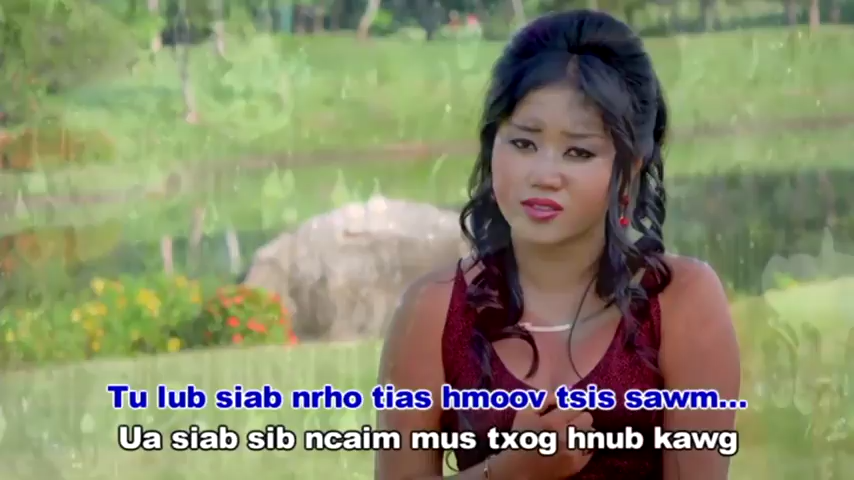 Tu lub siab nrho tias hmoov tsis sawm...
Ua siab sib ncaim mus txog hnub kawg